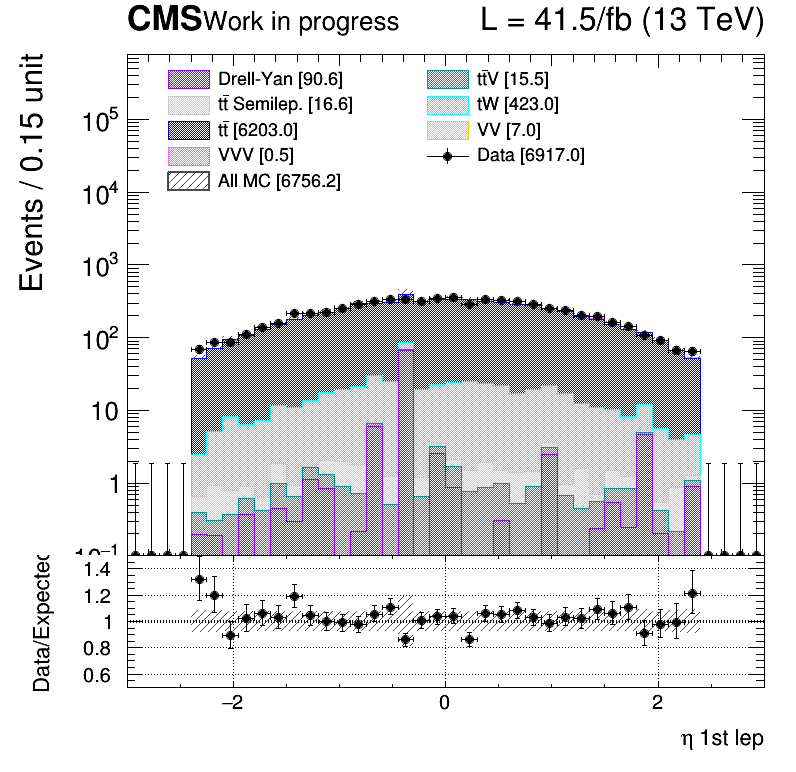 CMS Work in progress L = 41.5/fb (13 TeV)
Events / 0.15 unit
Drell-Yan [90.6] tt̄V [15.5]
tt̄ Semilep. [16.6] tW [423.0]
tt̄ [6203.0] VV [7.0]
VVV [0.5] Data [6917.0]
All MC [6756.2]
10⁵
10⁴
10³
10²
10
1
10⁻¹
Data/Expected
1.4
1.2
1
0.8
0.6
−2 0 2
η 1st lep